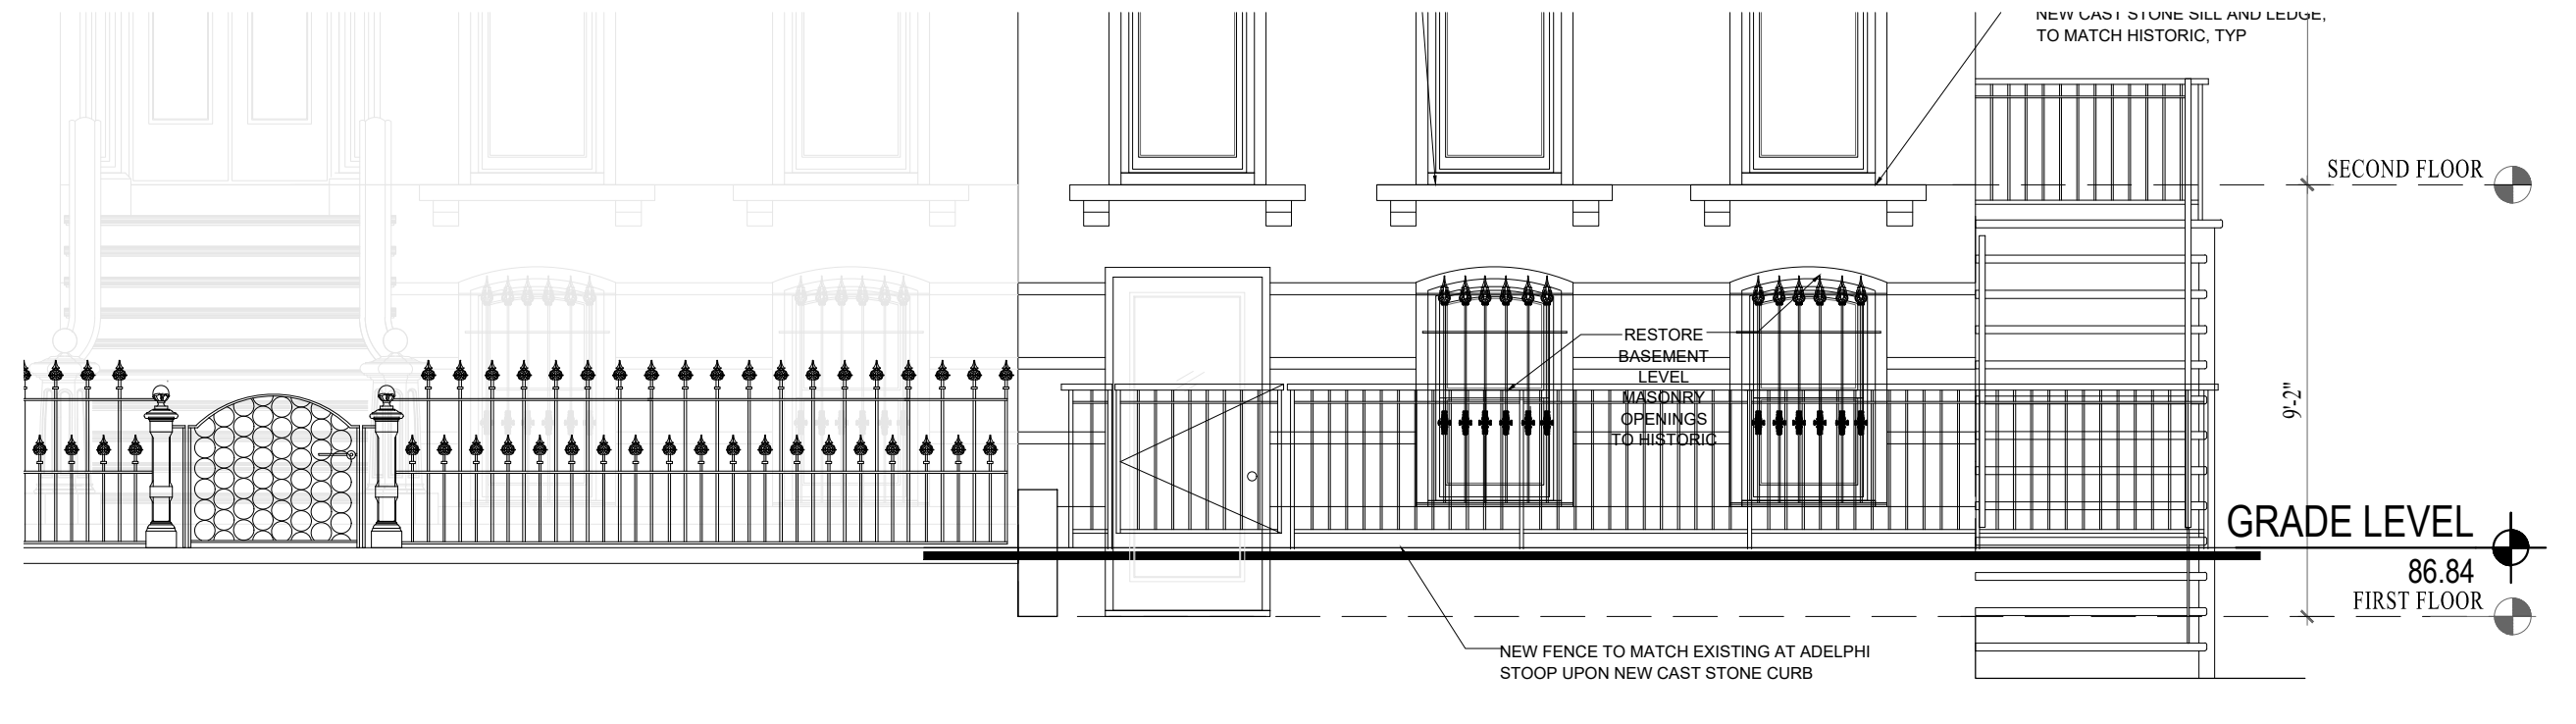 NEW CAST STONE SILL AND LEDGE,
TO MATCH HISTORIC, TYP
SECOND FLOOR
RESTORE
BASEMENT
LEVEL
MASONRY
OPENINGS
TO HISTORIC
9'-2"
GRADE LEVEL
86.84
FIRST FLOOR
NEW FENCE TO MATCH EXISTING AT ADELPHI
STOOP UPON NEW CAST STONE CURB